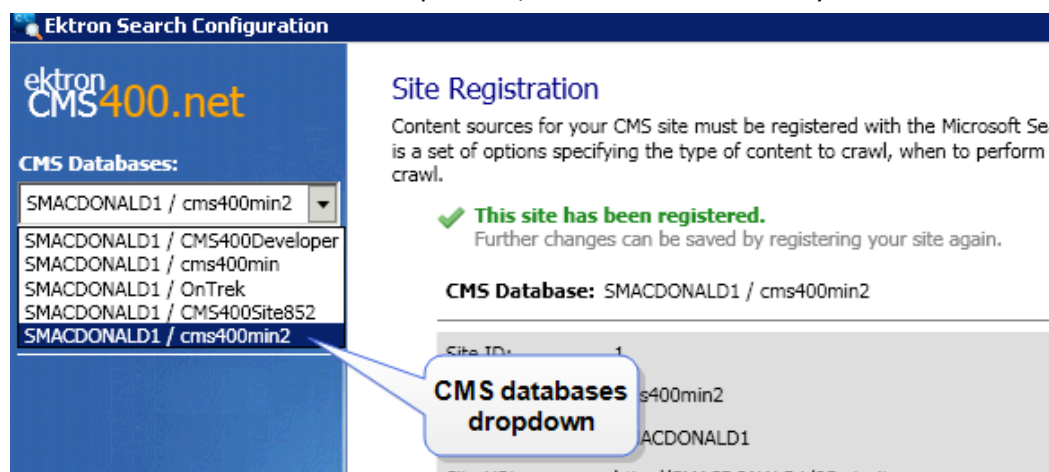 Ektron Search Configuration
ektron
CMS400.net
CMS Databases:
SMACDONALD1 / cms400min2
SMACDONALD1 / CMS400Developer
SMACDONALD1 / cms400min
SMACDONALD1 / OnTrek
SMACDONALD1 / CMS400Site852
SMACDONALD1 / cms400min2
Site Registration
Content sources for your CMS site must be registered with the Microsoft Se
is a set of options specifying the type of content to crawl, when to perform
crawl.
This site has been registered.
Further changes can be saved by registering your site again.
CMS Database: SMACDONALD1 / cms400min2
Site ID: 1
s400min2
ACDONALD1
CMS databases
dropdown